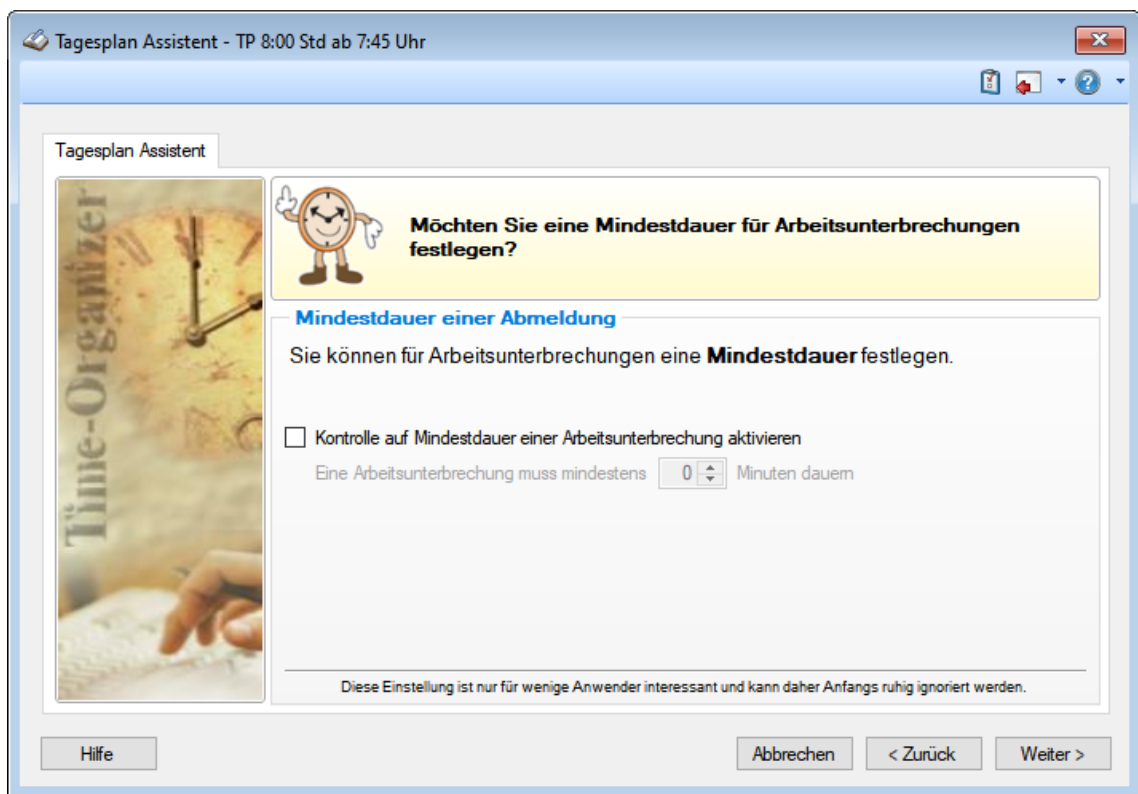 Tagesplan Assistent - TP 8:00 Std ab 7:45 Uhr
Tagesplan Assistent
Time-Organizer
Möchten Sie eine Mindestdauer für Arbeitsunterbrechungen
festlegen?
Mindestdauer einer Abmeldung
Sie können für Arbeitsunterbrechungen eine Mindestdauer festlegen.
Kontrolle auf Mindestdauer einer Arbeitsunterbrechung aktivieren
Eine Arbeitsunterbrechung muss mindestens 0 Minuten dauern
Diese Einstellung ist nur für wenige Anwender interessant und kann daher Anfangs ruhig ignoriert werden.
Hilfe Abbrechen < Zurück Weiter >